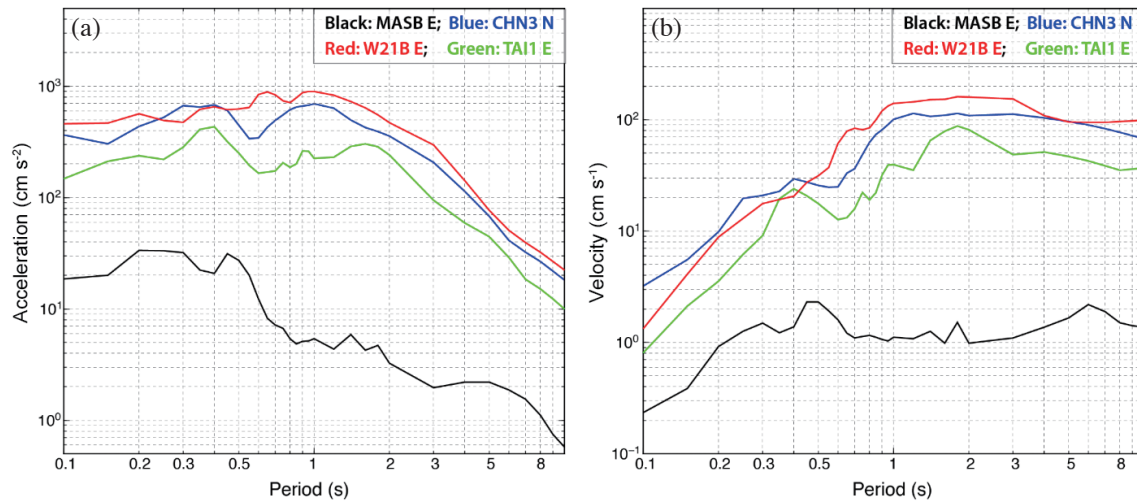 (a)
Black: MASB E; Blue: CHN3 N
Red: W21B E; Green: TAI1 E
Acceleration (cm s⁻²)
10³
10²
10¹
10⁰
0.1 0.2 0.3 0.5 1 2 3 5 8
Period (s)
(b)
Black: MASB E; Blue: CHN3 N
Red: W21B E; Green: TAI1 E
Velocity (cm s⁻¹)
10²
10¹
10⁰
10⁻¹
0.1 0.2 0.3 0.5 1 2 3 5 8
Period (s)